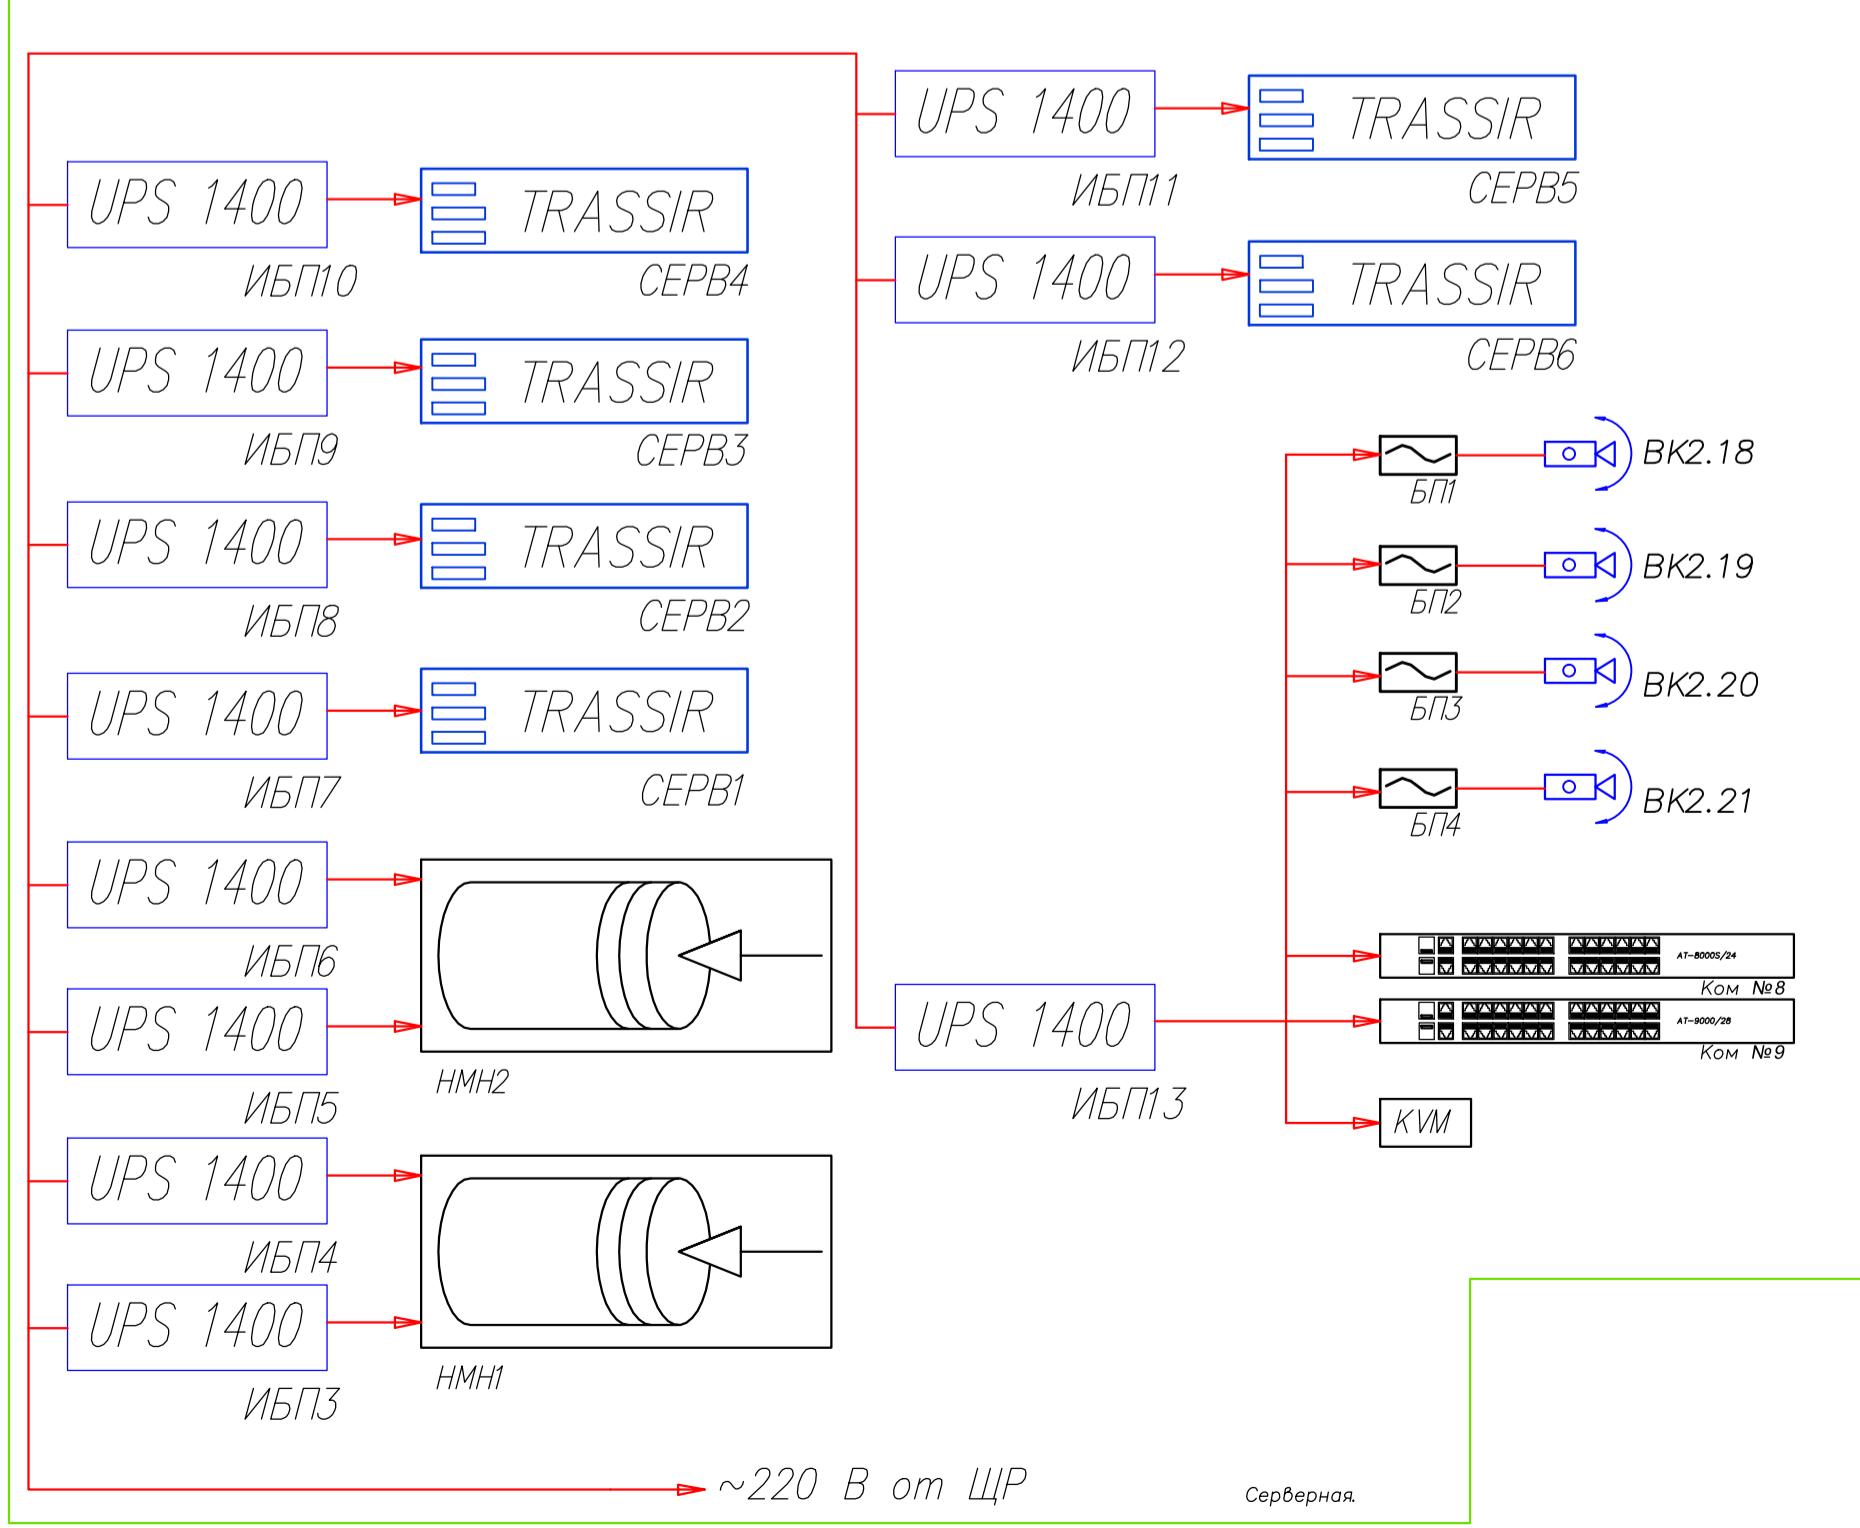 UPS 1400
TRASSIR
ИБП10
СЕРВ4
UPS 1400
TRASSIR
ИБП9
СЕРВ3
UPS 1400
TRASSIR
ИБП8
СЕРВ2
UPS 1400
TRASSIR
ИБП7
СЕРВ1
UPS 1400
ИБП6
UPS 1400
НМН2
ИБП5
UPS 1400
ИБП4
UPS 1400
НМН1
ИБП3
~220 В от ЩР
UPS 1400
TRASSIR
ИБП11
СЕРВ5
UPS 1400
TRASSIR
ИБП12
СЕРВ6
ВК2.18
БП1
ВК2.19
БП2
ВК2.20
БП3
ВК2.21
БП4
AT-8000S/24
Ком №8
UPS 1400
AT-9000/28
Ком №9
ИБП13
KVM
Серверная.